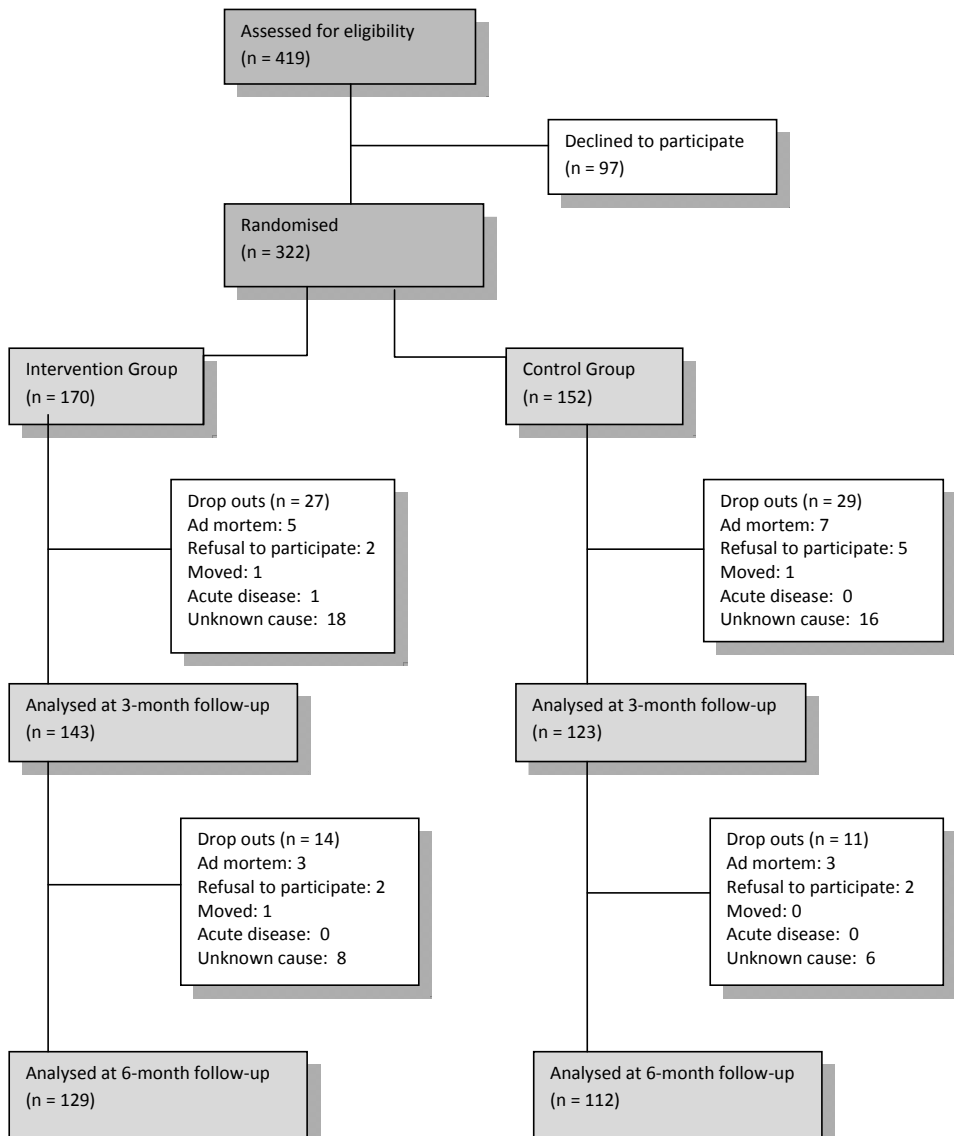 Assessed for eligibility
(n = 419)
Declined to participate
(n = 97)
Randomised
(n = 322)
Intervention Group
(n = 170)
Control Group
(n = 152)
Drop outs (n = 27)
Ad mortem: 5
Refusal to participate: 2
Moved: 1
Acute disease: 1
Unknown cause: 18
Drop outs (n = 29)
Ad mortem: 7
Refusal to participate: 5
Moved: 1
Acute disease: 0
Unknown cause: 16
Analysed at 3-month follow-up
(n = 143)
Analysed at 3-month follow-up
(n = 123)
Drop outs (n = 14)
Ad mortem: 3
Refusal to participate: 2
Moved: 1
Acute disease: 0
Unknown cause: 8
Drop outs (n = 11)
Ad mortem: 3
Refusal to participate: 2
Moved: 0
Acute disease: 0
Unknown cause: 6
Analysed at 6-month follow-up
(n = 129)
Analysed at 6-month follow-up
(n = 112)